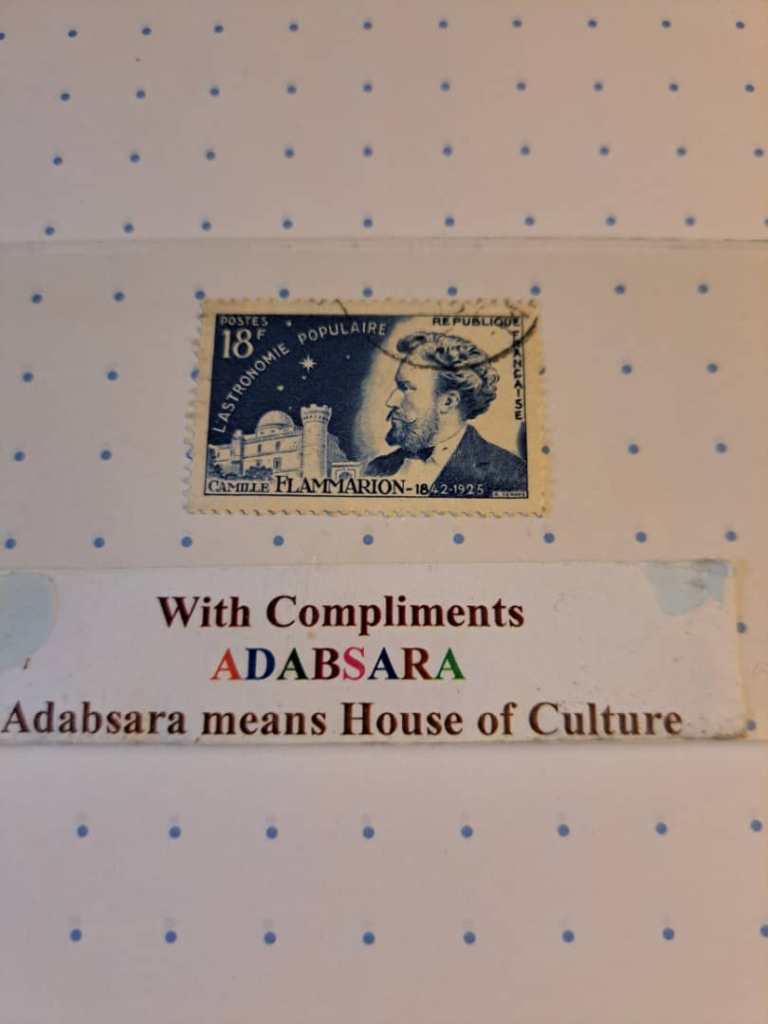 POSTES
18F
L'ASTRONOMIE POPULAIRE
REPUBLIQUE
FRANÇAISE
CAMILLE FLAMMARION-1842-1925
With Compliments
ADABSARA
Adabsara means House of Culture